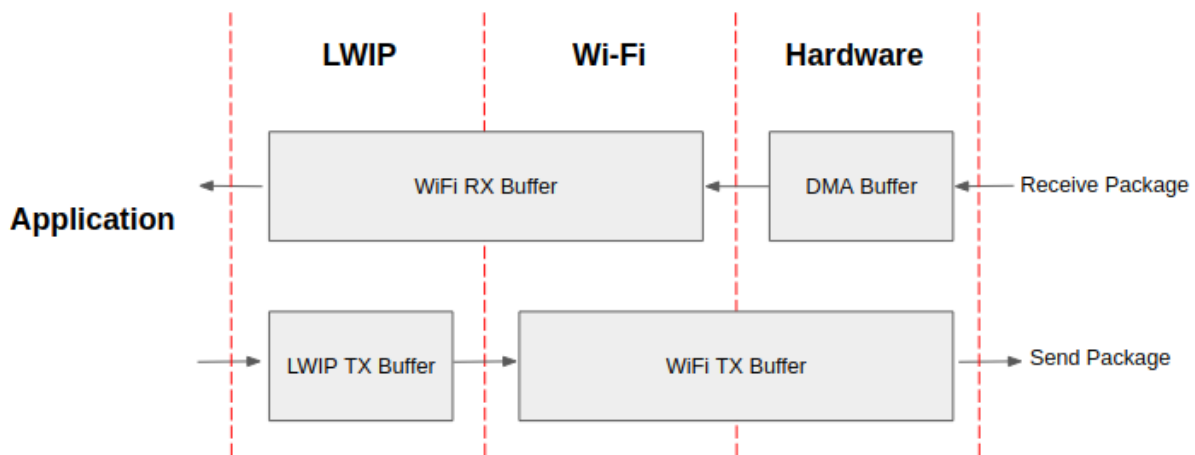 LWIP
Wi-Fi
Hardware
WiFi RX Buffer
DMA Buffer
Receive Package
Application
LWIP TX Buffer
WiFi TX Buffer
Send Package